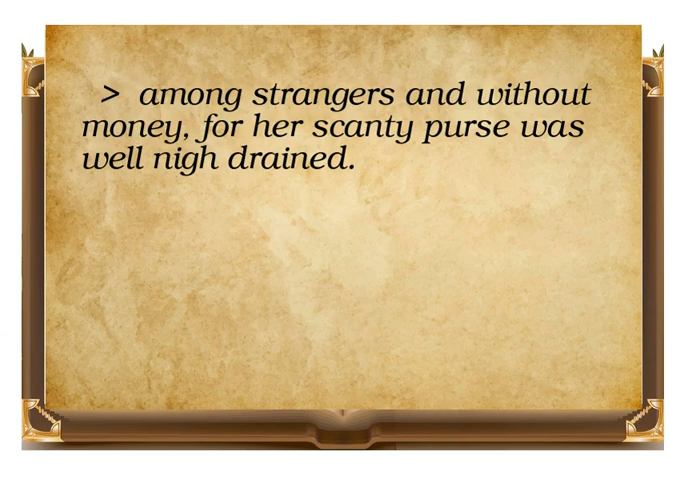 > among strangers and without
money, for her scanty purse was
well nigh drained.